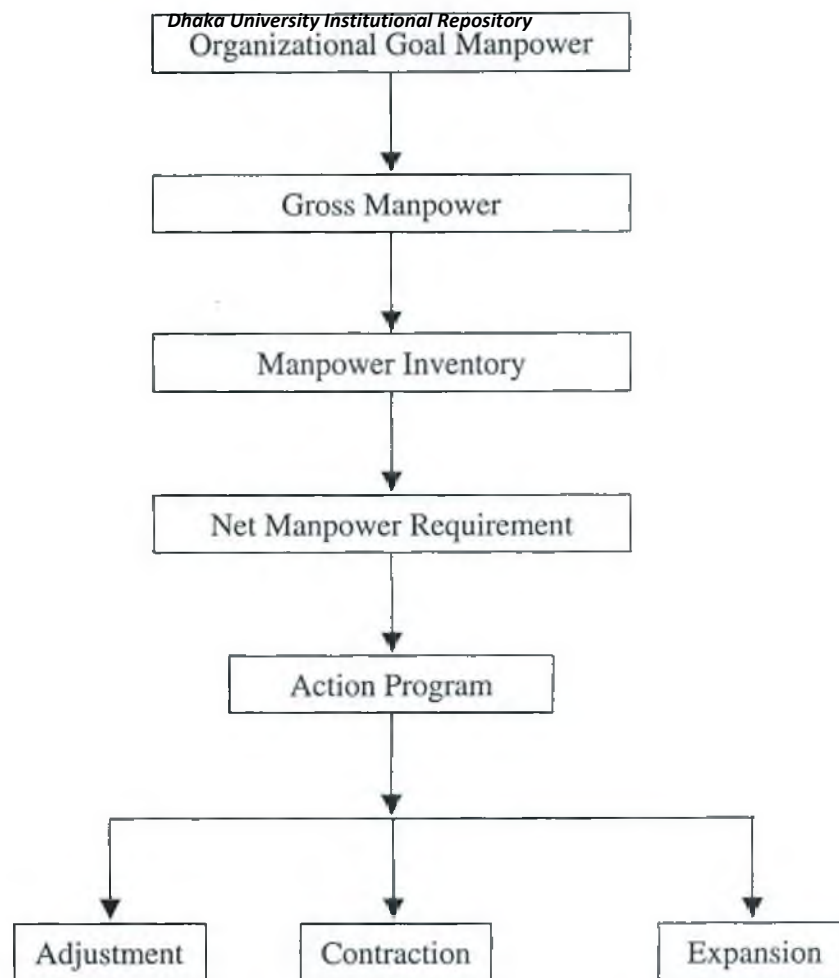 Dhaka University Institutional Repository
Organizational Goal Manpower
Gross Manpower
Manpower Inventory
Net Manpower Requirement
Action Program
Adjustment
Contraction
Expansion